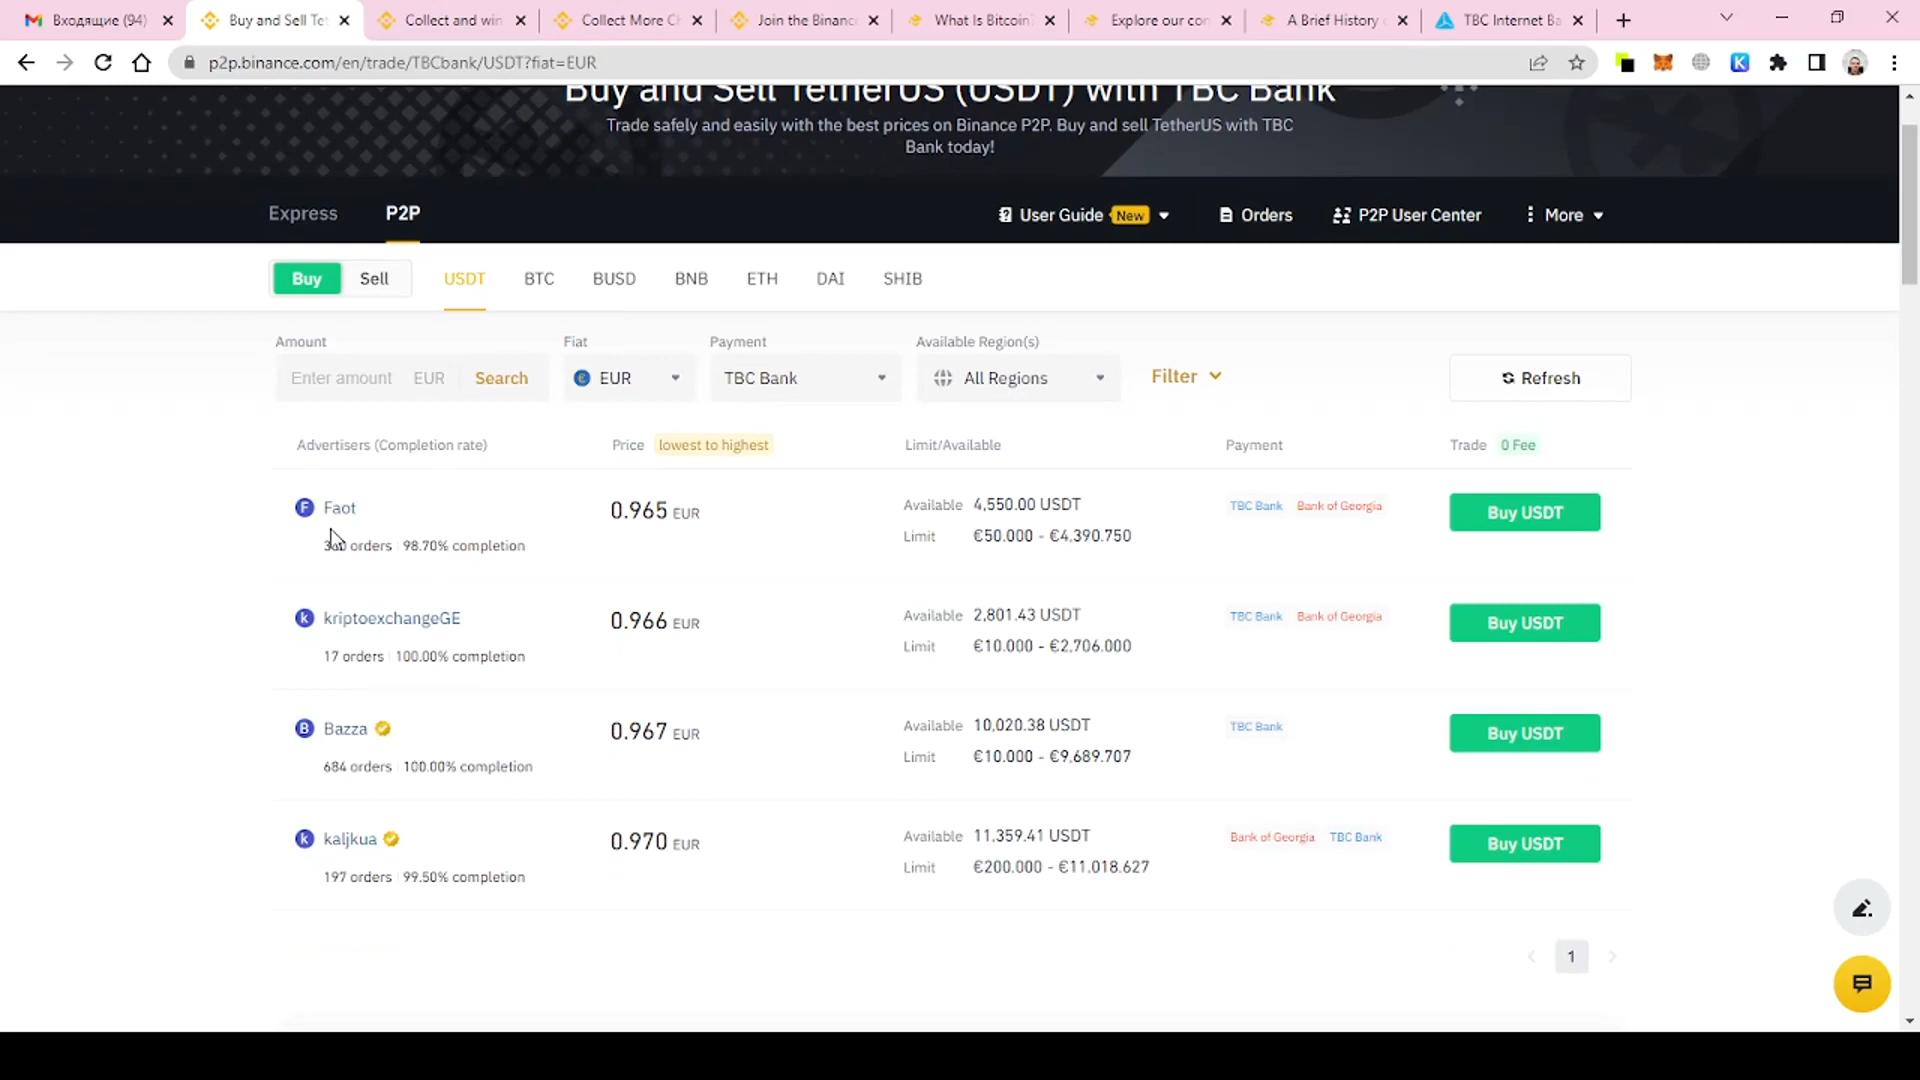 Входящие (94)
Buy and Sell Tet
Collect and win
Collect More C
Join the Binanc
What Is Bitcoin
Explore our con
A Brief History
TBC Internet Ba
p2p.binance.com/en/trade/TBCbank/USDT?fiat=EUR
Buy and Sell TetherUS (USDT) with TBC Bank
Trade safely and easily with the best prices on Binance P2P. Buy and sell TetherUS with TBC
Bank today!
Express P2P User Guide New Orders P2P User Center More
Buy Sell USDT BTC BUSD BNB ETH DAI SHIB
Amount Fiat Payment Available Region(s)
Enter amount EUR Search EUR TBC Bank All Regions Filter Refresh
Advertisers (Completion rate) Price lowest to highest Limit/Available Payment Trade 0 Fee
F Faot 0.965 EUR Available 4,550.00 USDT TBC Bank Bank of Georgia Buy USDT
orders 98.70% completion Limit €50.000 - €4,390.750
k kriptoexchangeGE 0.966 EUR Available 2,801.43 USDT TBC Bank Bank of Georgia Buy USDT
17 orders 100.00% completion Limit €10.000 - €2,706.000
B Bazza 0.967 EUR Available 10,020.38 USDT TBC Bank Buy USDT
684 orders 100.00% completion Limit €10.000 - €9,689.707
k kaljkua 0.970 EUR Available 11,359.41 USDT Bank of Georgia TBC Bank Buy USDT
197 orders 99.50% completion Limit €200.000 - €11,018.627
1